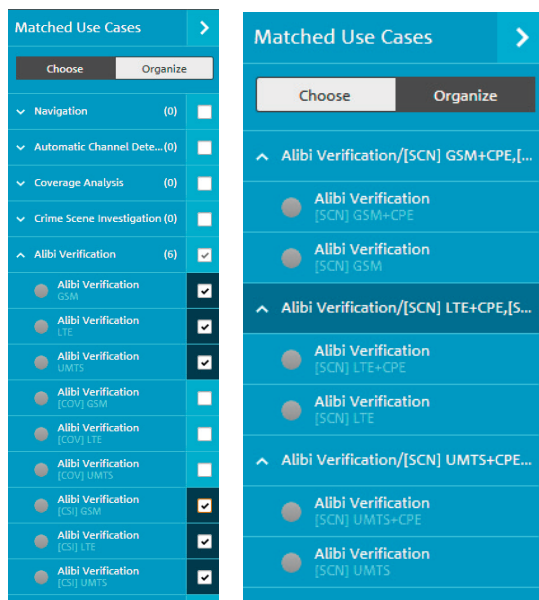 Matched Use Cases
Choose Organize
Navigation (0)
Automatic Channel Dete...(0)
Coverage Analysis (0)
Crime Scene Investigation (0)
Alibi Verification (6)
Alibi Verification
GSM
Alibi Verification
LTE
Alibi Verification
UMTS
Alibi Verification
[COV] GSM
Alibi Verification
[COV] LTE
Alibi Verification
[COV] UMTS
Alibi Verification
[CSI] GSM
Alibi Verification
[CSI] LTE
Alibi Verification
[CSI] UMTS
Matched Use Cases
Choose Organize
Alibi Verification/[SCN] GSM+CPE,[...
Alibi Verification
[SCN] GSM+CPE
Alibi Verification
[SCN] GSM
Alibi Verification/[SCN] LTE+CPE,[S...
Alibi Verification
[SCN] LTE+CPE
Alibi Verification
[SCN] LTE
Alibi Verification/[SCN] UMTS+CPE...
Alibi Verification
[SCN] UMTS+CPE
Alibi Verification
[SCN] UMTS